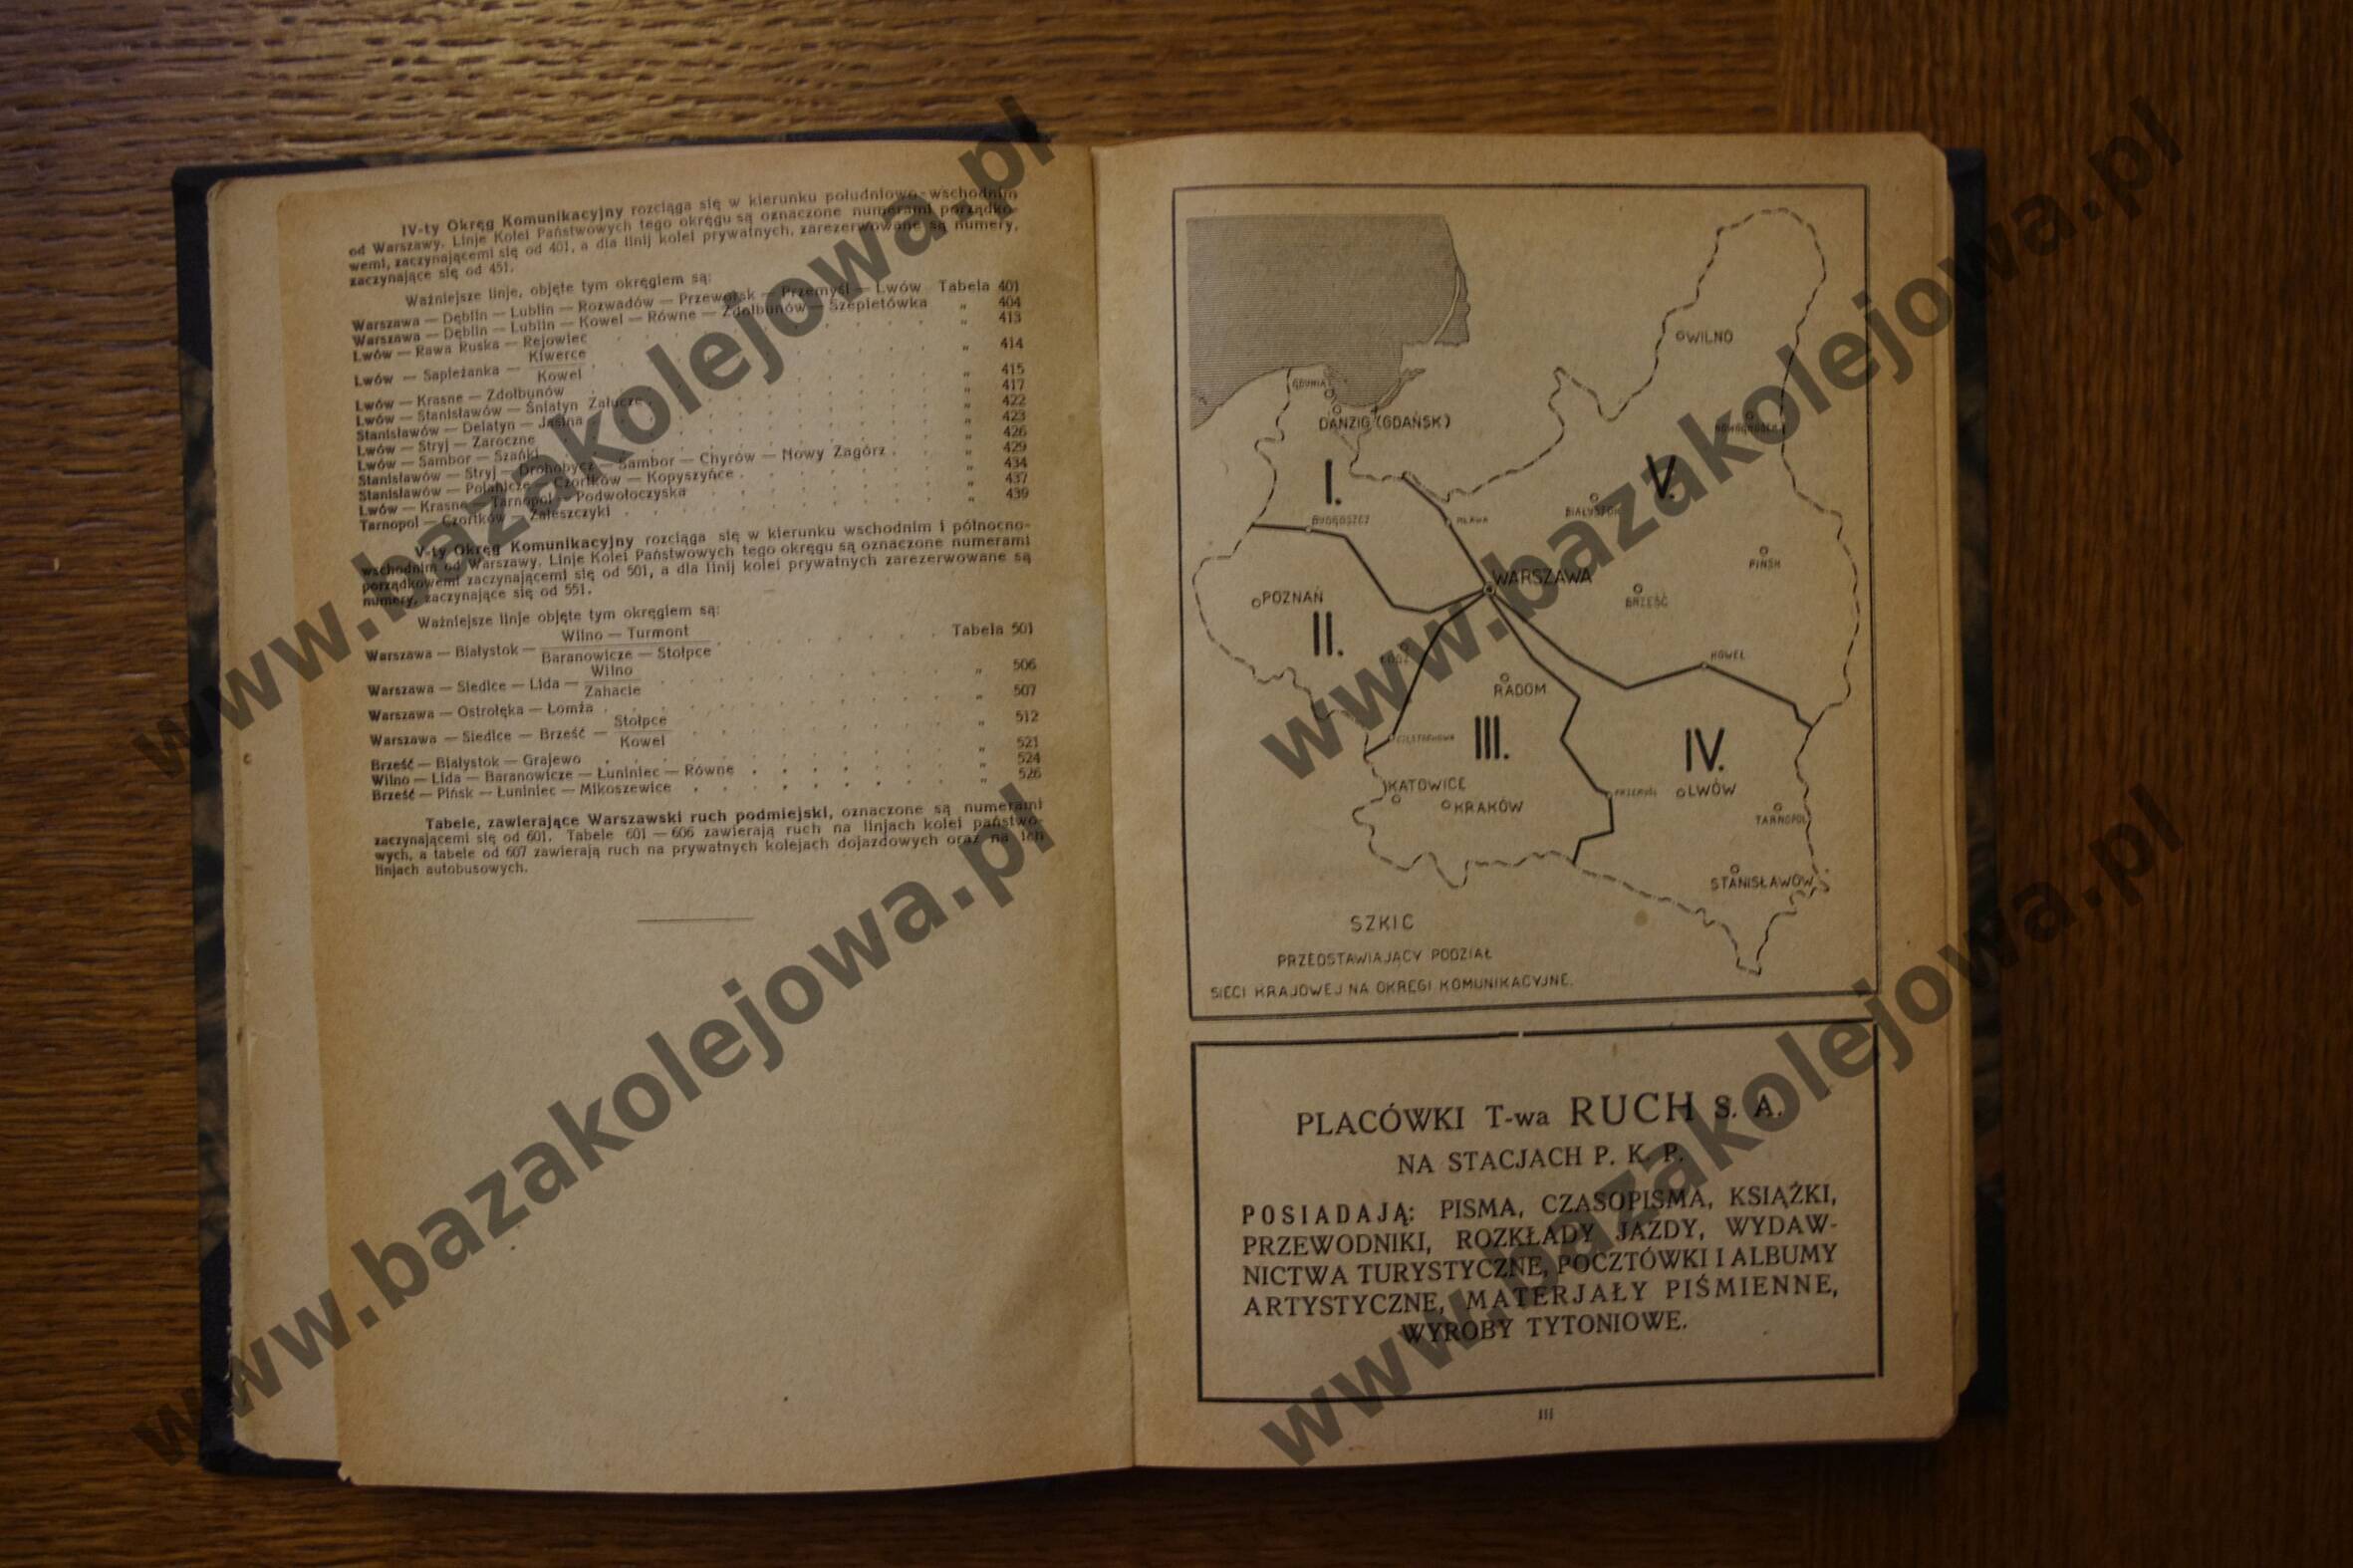 IV-ty Okręg Komunikacyjny rozciąga się w kierunku południowo-wschodnim
od Warszawy. Linje Kolei Państwowych tego okręgu są oznaczone numerami porządko-
wemi, zaczynającemi się od 401, a dla linij kolei prywatnych, zarezerwowane są numery,
zaczynające się od 451.
Ważniejsze linje, objęte tym okręgiem są:
Warszawa — Dęblin — Lublin — Rozwadów — Przeworsk — Przemyśl — Lwów Tabela 401
Warszawa — Dęblin — Lublin — Kowel — Równe — Zdołbunów — Szepietówka „ 404
Lwów — Rawa Ruska — Rejowiec „ 413
Lwów — Sapieżanka — Kiwerce / Kowel „ 414
Lwów — Krasne — Zdołbunów „ 415
Lwów — Stanisławów — Śniatyn Załucze „ 417
Stanisławów — Delatyn — Jasina „ 422
Lwów — Stryj — Zaroczne „ 423
Lwów — Sambor — Szańki „ 426
Stanisławów — Stryj — Drohobycz — Sambor — Chyrów — Nowy Zagórz „ 429
Stanisławów — Potahicze — Czortków — Kopyszyńce „ 434
Lwów — Krasne — Tarnopol — Podwołoczyska „ 437
Tarnopol — Czortków — Zaleszczyki „ 439
V-ty Okręg Komunikacyjny rozciąga się w kierunku wschodnim i północno-
wschodnim od Warszawy. Linje Kolei Państwowych tego okręgu są oznaczone numerami
porządkowemi zaczynającemi się od 501, a dla linij kolei prywatnych zarezerwowane są
numery, zaczynające się od 551.
Ważniejsze linje objęte tym okręgiem są:
Warszawa — Białystok — Wilno — Turmont / Baranowicze — Stołpce Tabela 501
Warszawa — Siedlce — Lida — Wilno / Zahacie „ 506
Warszawa — Ostrołęka — Łomża „ 507
Warszawa — Siedlce — Brześć — Stołpce / Kowel „ 512
Brześć — Białystok — Grajewo „ 521
Wilno — Lida — Baranowicze — Łuniniec — Równe „ 524
Brześć — Pińsk — Łuniniec — Mikoszewice „ 526
Tabele, zawierające Warszawski ruch podmiejski, oznaczone są numerami
zaczynającemi się od 601. Tabele 601 — 606 zawierają ruch na linjach kolei państwo-
wych, a tabele od 607 zawierają ruch na prywatnych kolejach dojazdowych oraz na ich
linjach autobusowych.
WILNO
GDYNIA
DANZIG (GDAŃSK)
NOWOGRÓDEK
I.
V.
BYDGOSZCZ
MŁAWA
BIAŁYSTOK
PIŃSK
WARSZAWA
BRZEŚĆ
POZNAŃ
II.
ŁÓDŹ
KOWEL
RADOM
CZĘSTOCHOWA
III.
IV.
KATOWICE
KRAKÓW
PRZEMYŚL
LWÓW
TARNOPOL
STANISŁAWÓW
SZKIC
PRZEDSTAWIAJĄCY PODZIAŁ
SIECI KRAJOWEJ NA OKRĘGI KOMUNIKACYJNE.
PLACÓWKI T-wa RUCH S. A.
NA STACJACH P. K. P.
POSIADAJĄ: PISMA, CZASOPISMA, KSIĄŻKI,
PRZEWODNIKI, ROZKŁADY JAZDY, WYDAW-
NICTWA TURYSTYCZNE, POCZTÓWKI I ALBUMY
ARTYSTYCZNE, MATERJAŁY PIŚMIENNE,
WYROBY TYTONIOWE.
III
www.bazakolejowa.pl
www.bazakolejowa.pl
www.bazakolejowa.pl
www.bazakolejowa.pl